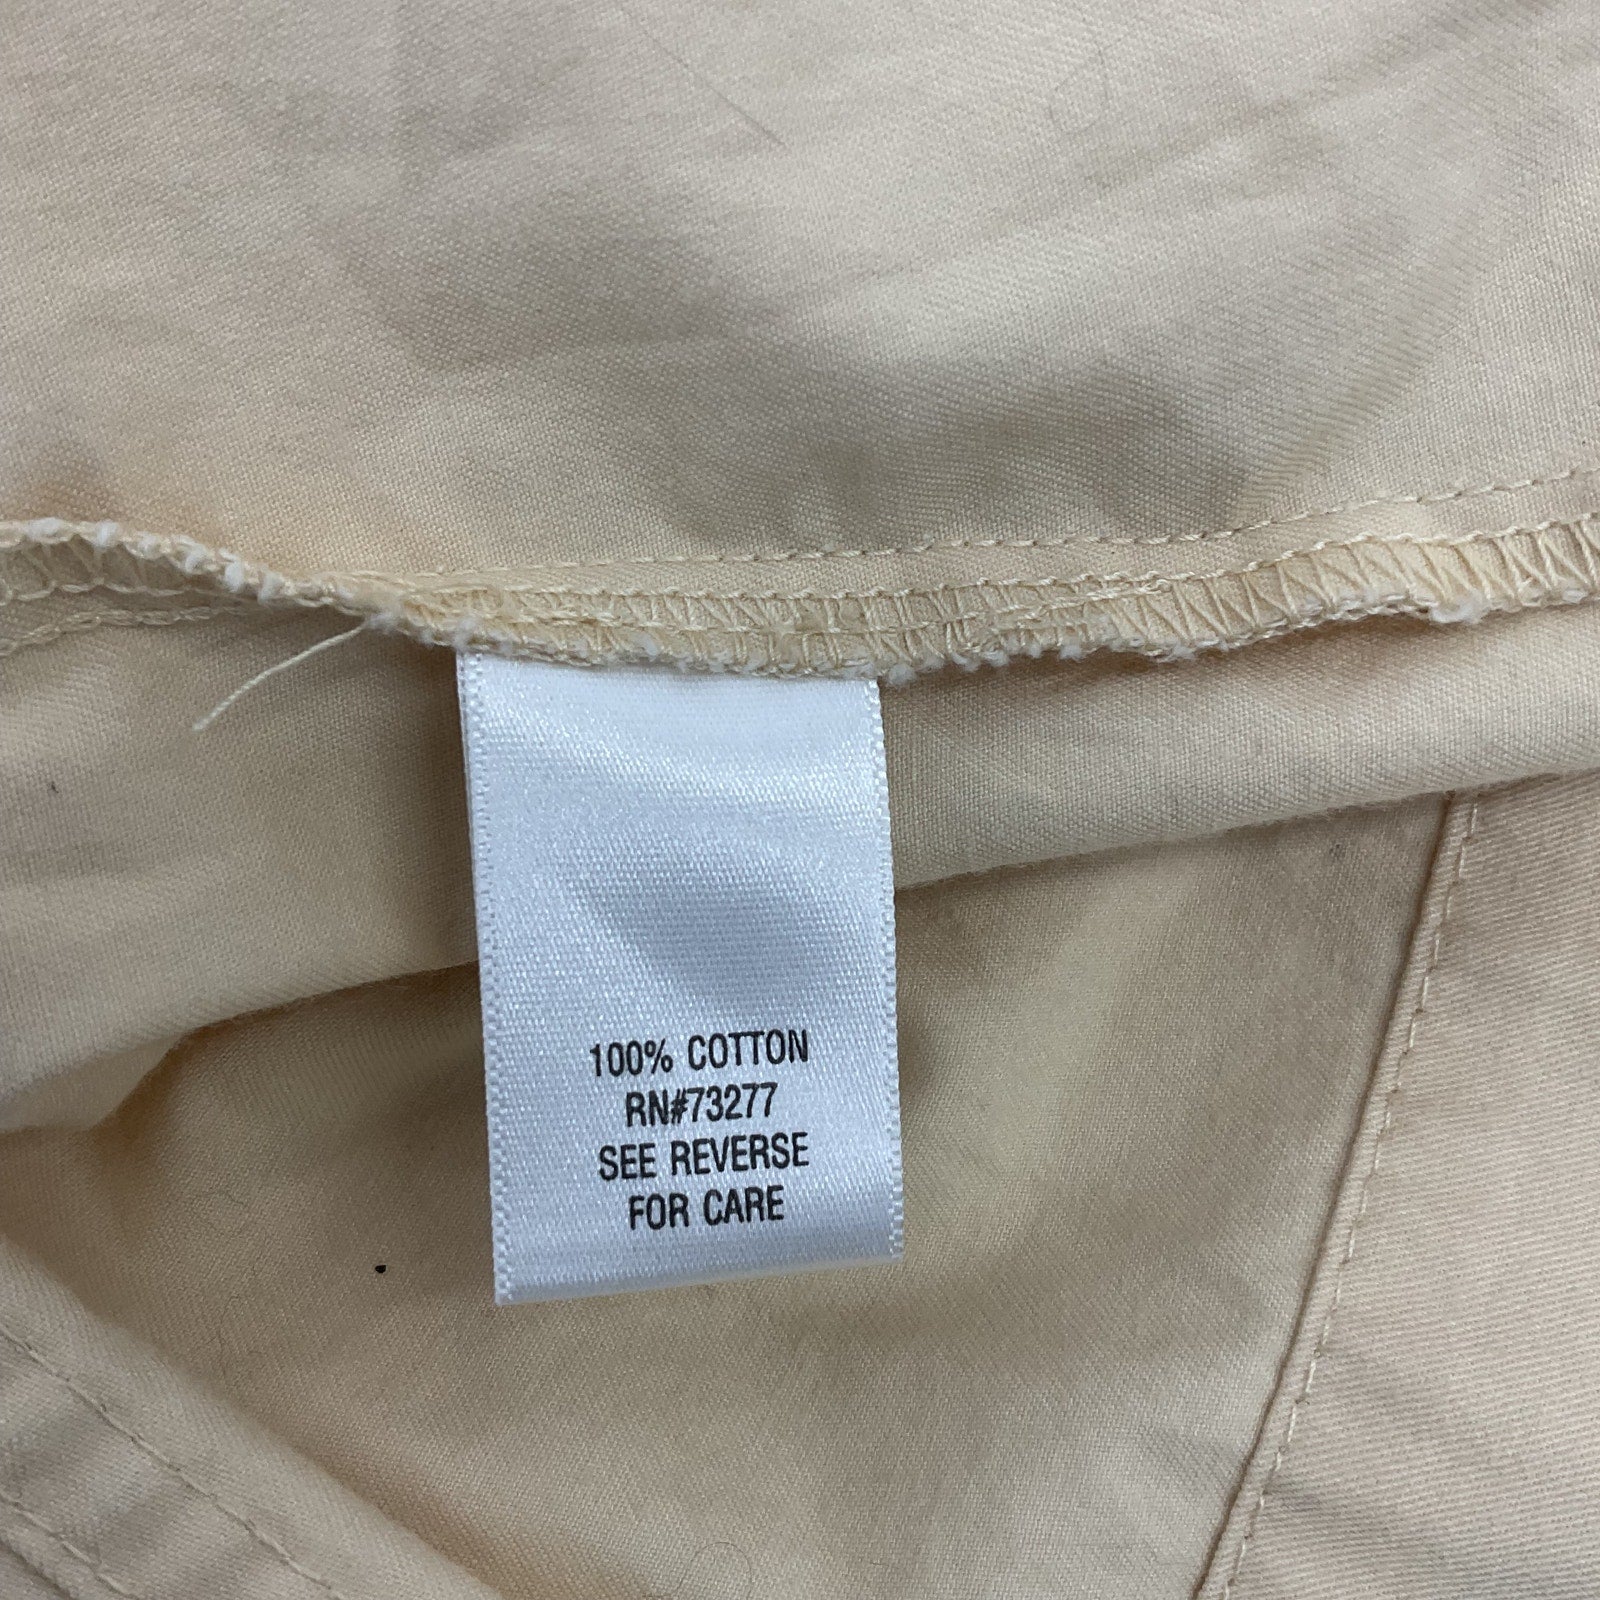 100% COTTON
RN#73277
SEE REVERSE
FOR CARE